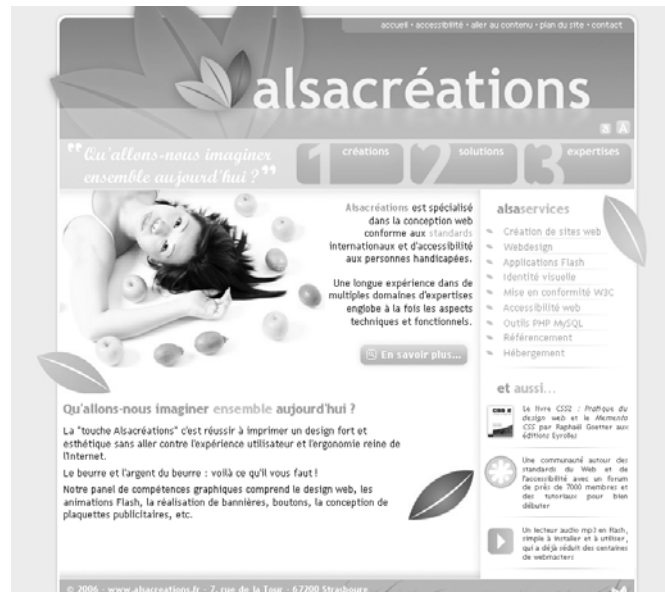 accueil • accessibilité • aller au contenu • plan du site • contact
alsacréations
A A
"Qu'allons-nous imaginer
ensemble aujourd'hui ?"
1 créations
2 solutions
3 expertises
Alsacréations est spécialisé
dans la conception web
conforme aux standards
internationaux et d'accessibilité
aux personnes handicapées.
Une longue expérience dans de
multiples domaines d'expertises
englobe à la fois les aspects
techniques et fonctionnels.
En savoir plus...
Qu'allons-nous imaginer ensemble aujourd'hui ?
La "touche Alsacréations" c'est réussir à imprimer un design fort et
esthétique sans aller contre l'expérience utilisateur et l'ergonomie reine de
l'Internet.
Le beurre et l'argent du beurre : voilà ce qu'il vous faut !
Notre panel de compétences graphiques comprend le design web, les
animations Flash, la réalisation de bannières, boutons, la conception de
plaquettes publicitaires, etc.
alsaservices
Création de sites web
Webdesign
Applications Flash
Identité visuelle
Mise en conformité W3C
Accessibilité web
Outils PHP MySQL
Référencement
Hébergement
et aussi...
Le livre CSS2 : Pratique du
design web et le Memento
CSS par Raphaël Goetter aux
éditions Eyrolles
Une communauté autour des
standards du Web et de
l'accessibilité avec un forum
de près de 7000 membres et
des tutoriaux pour bien
débuter
Un lecteur audio mp3 en Flash,
simple à installer et à utiliser,
qui a déjà séduit des centaines
de webmasters
© 2006 - www.alsacreations.fr - 7, rue de la Tour - 67200 Strasbourg